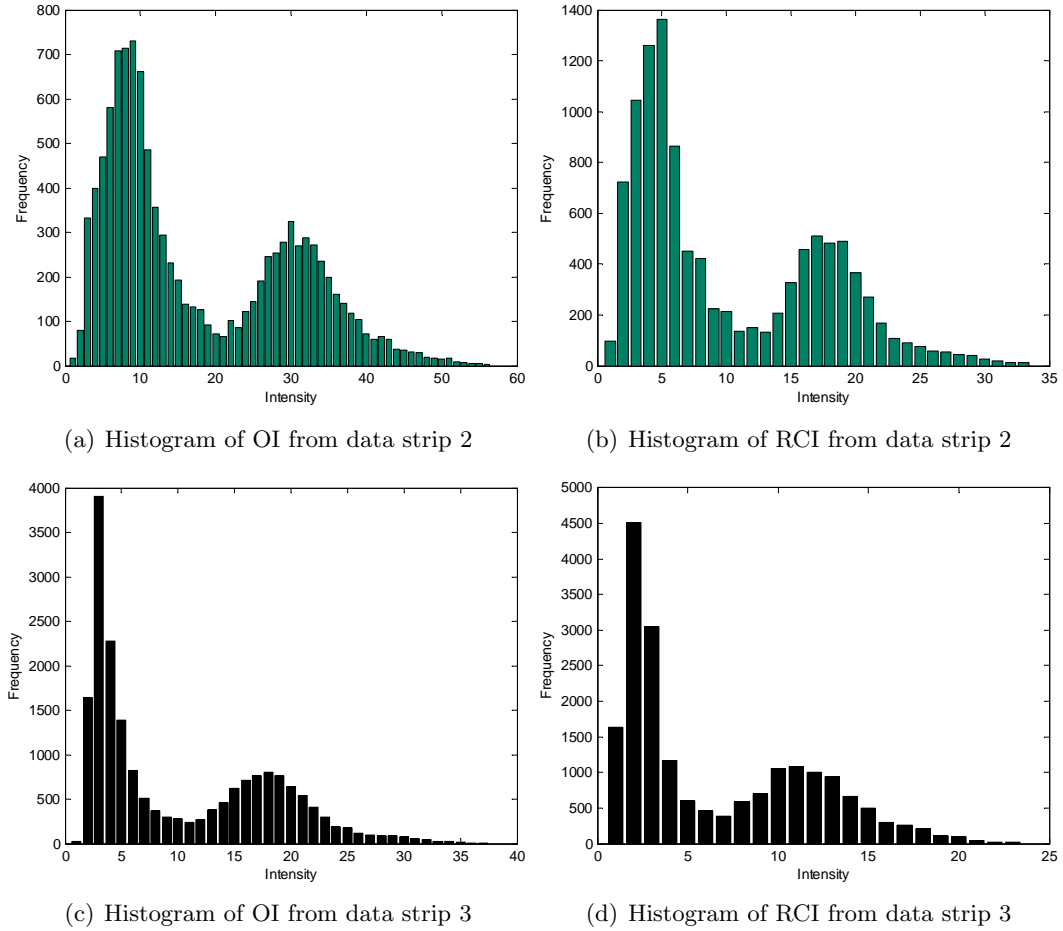 800
700
600
500
400
300
200
100
0
Frequency
0 10 20 30 40 50 60
Intensity
(a) Histogram of OI from data strip 2
1400
1200
1000
800
600
400
200
0
Frequency
0 5 10 15 20 25 30 35
Intensity
(b) Histogram of RCI from data strip 2
4000
3500
3000
2500
2000
1500
1000
500
0
Frequency
0 5 10 15 20 25 30 35 40
Intensity
(c) Histogram of OI from data strip 3
5000
4500
4000
3500
3000
2500
2000
1500
1000
500
0
Frequency
0 5 10 15 20 25
Intensity
(d) Histogram of RCI from data strip 3